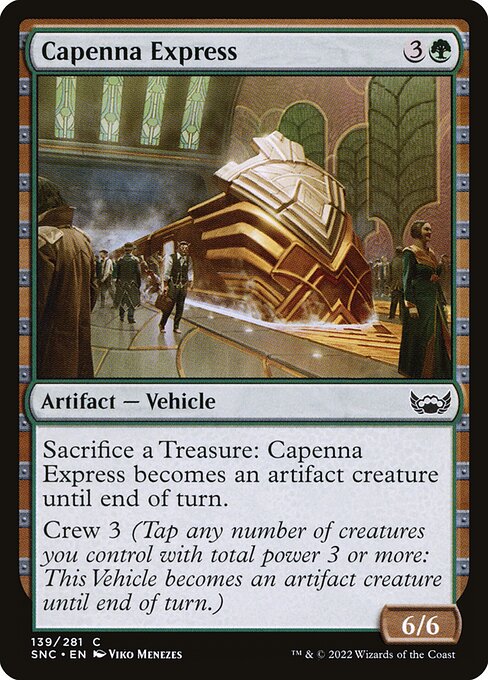 Capenna Express 3
Artifact — Vehicle
Sacrifice a Treasure: Capenna
Express becomes an artifact creature
until end of turn.
Crew 3 (Tap any number of creatures
you control with total power 3 or more:
This Vehicle becomes an artifact creature
until end of turn.)
6/6
139/281 C
SNC • EN Viko Menezes
™ & © 2022 Wizards of the Coast